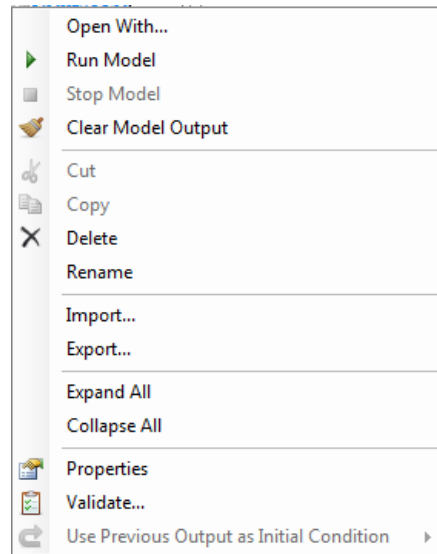 Open With...
Run Model
Stop Model
Clear Model Output
Cut
Copy
Delete
Rename
Import...
Export...
Expand All
Collapse All
Properties
Validate...
Use Previous Output as Initial Condition